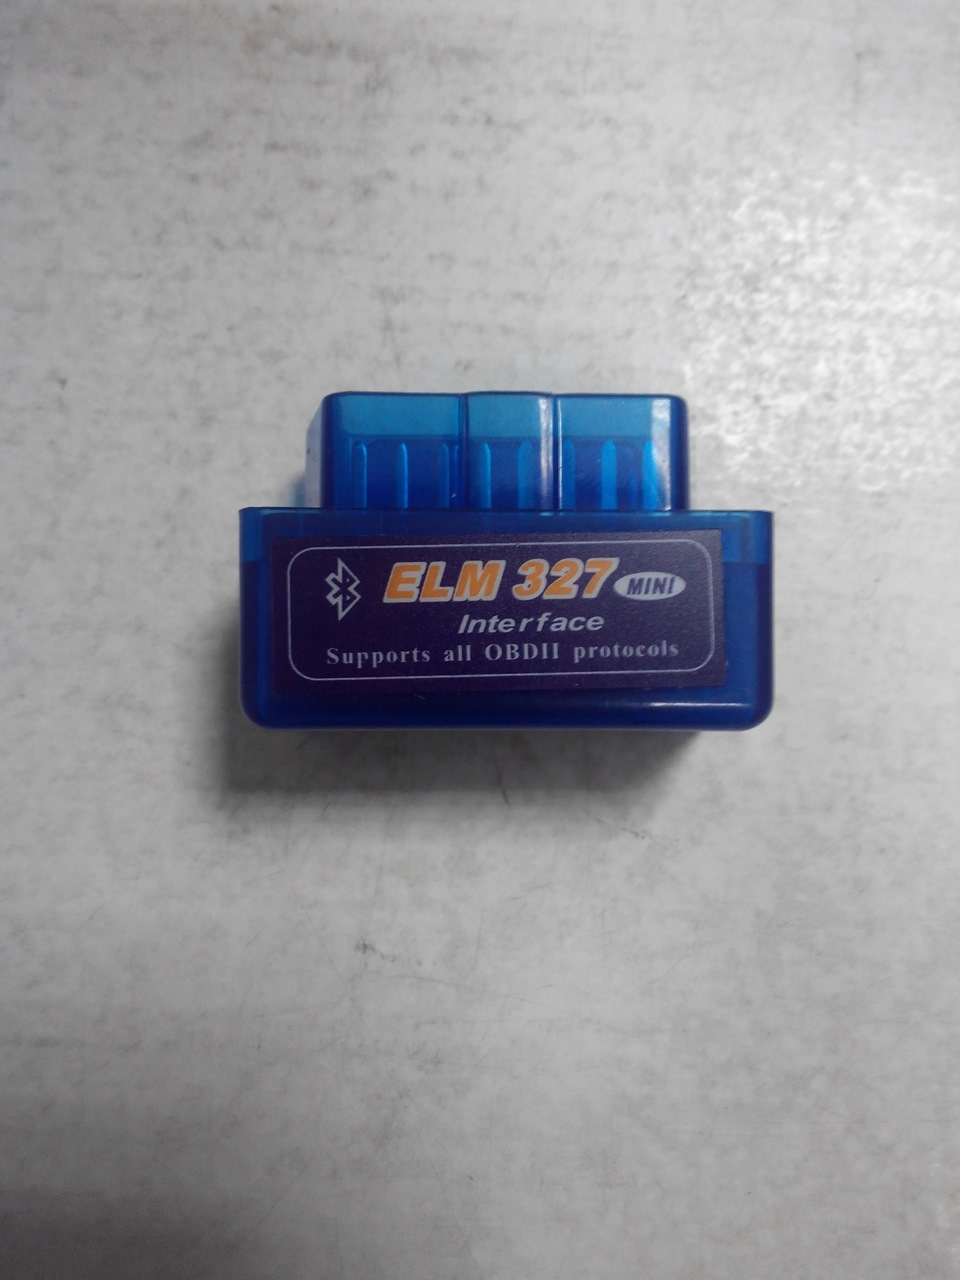 ELM 327 MINI
Interface
Supports all OBDII protocols